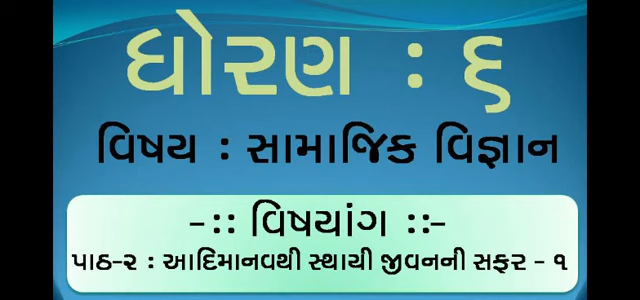 ધોરણ : ૬
વિષય : સામાજિક વિજ્ઞાન
-:: વિષયાંગ ::-
પાઠ-૨ : આદિમાનવથી સ્થાયી જીવનની સફર - ૧